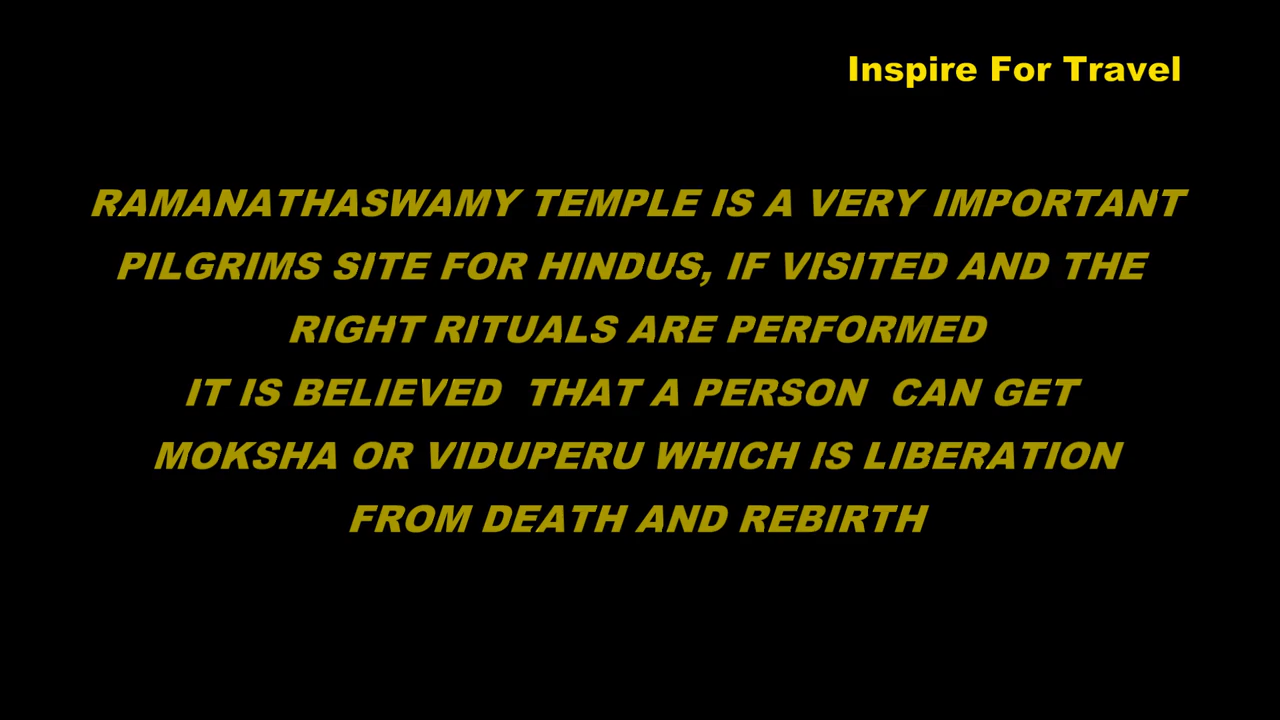 Inspire For Travel
RAMANATHASWAMY TEMPLE IS A VERY IMPORTANT
PILGRIMS SITE FOR HINDUS, IF VISITED AND THE
RIGHT RITUALS ARE PERFORMED
IT IS BELIEVED  THAT A PERSON  CAN GET
MOKSHA OR VIDUPERU WHICH IS LIBERATION
FROM DEATH AND REBIRTH